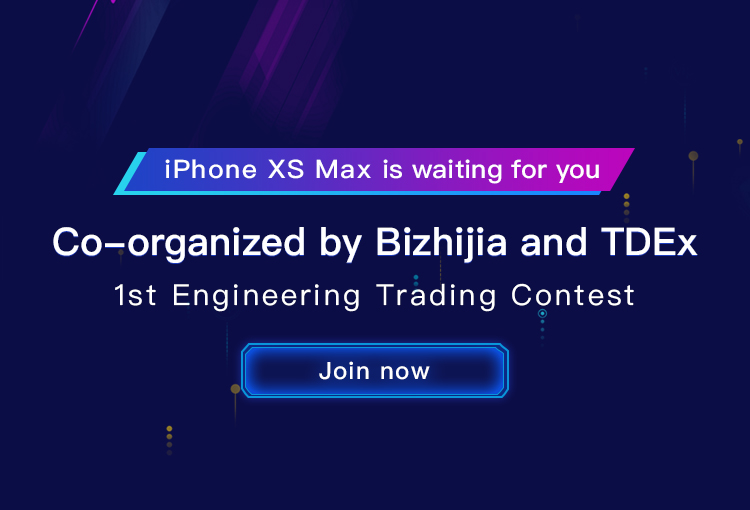 iPhone XS Max is waiting for you
Co-organized by Bizhijia and TDEx
1st Engineering Trading Contest
Join now